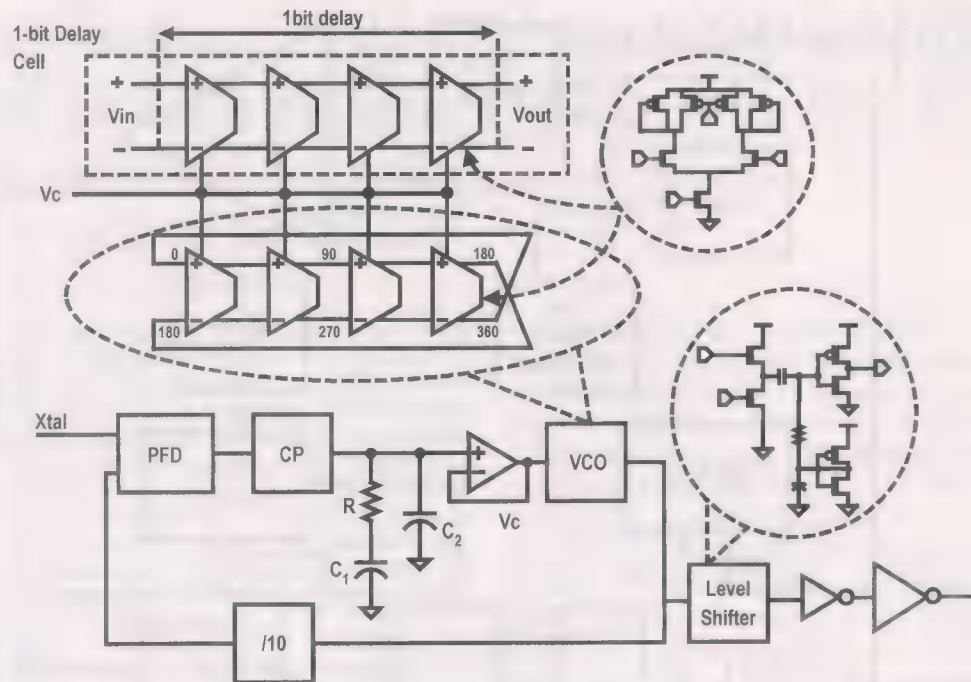 1bit delay
1-bit Delay
Cell
+ + + + + +
Vin
Vout
- - - - - -
Vc
0 + + 90 + + 180
180 - - 270 - - 360
Xtal
PFD
CP
+
-
VCO
R
Vc
C2
C1
Level
Shifter
/10